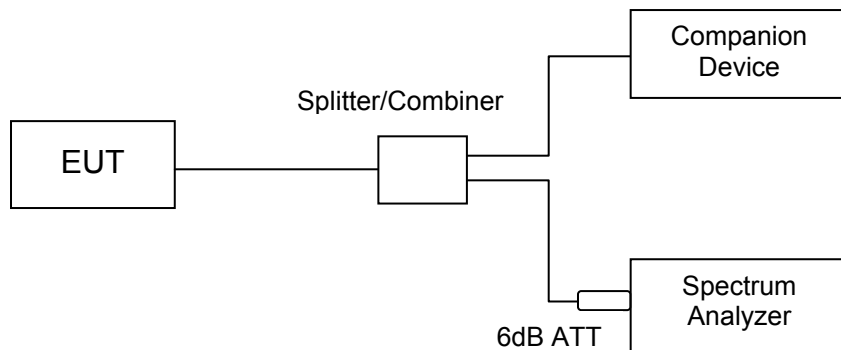 Companion
Device
Splitter/Combiner
EUT
Spectrum
Analyzer
6dB ATT